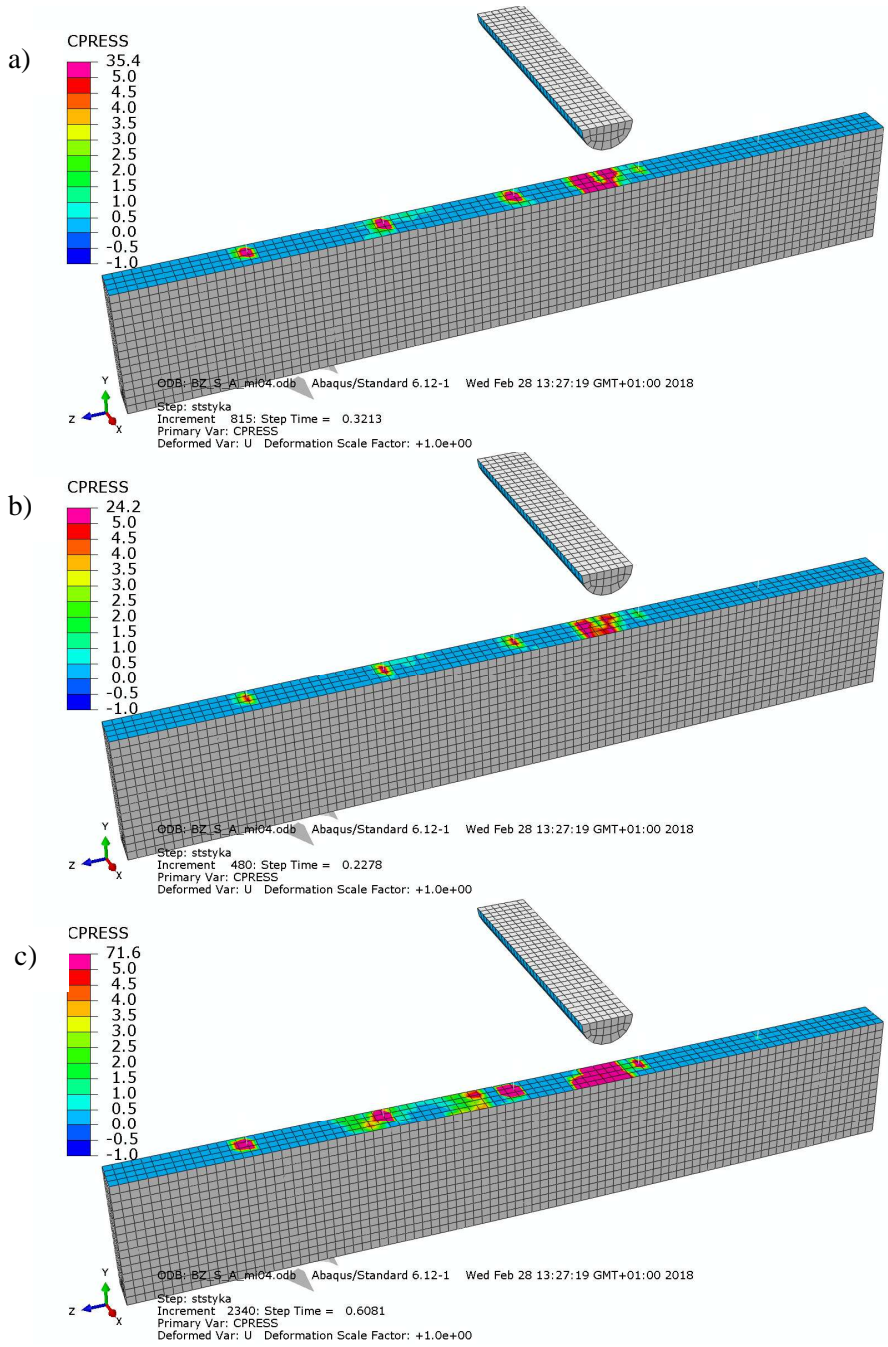 a)
CPRESS
35.4
5.0
4.5
4.0
3.5
3.0
2.5
2.0
1.5
1.0
0.5
0.0
-0.5
-1.0
Y
Z
X
ODB: BZ_S_A_ml04.odb Abaqus/Standard 6.12-1 Wed Feb 28 13:27:19 GMT+01:00 2018
Step: ststyka
Increment 815: Step Time = 0.3213
Primary Var: CPRESS
Deformed Var: U Deformation Scale Factor: +1.0e+00
b)
CPRESS
24.2
5.0
4.5
4.0
3.5
3.0
2.5
2.0
1.5
1.0
0.5
0.0
-0.5
-1.0
Y
Z
X
ODB: BZ_S_A_ml04.odb Abaqus/Standard 6.12-1 Wed Feb 28 13:27:19 GMT+01:00 2018
Step: ststyka
Increment 480: Step Time = 0.2278
Primary Var: CPRESS
Deformed Var: U Deformation Scale Factor: +1.0e+00
c)
CPRESS
71.6
5.0
4.5
4.0
3.5
3.0
2.5
2.0
1.5
1.0
0.5
0.0
-0.5
-1.0
Y
Z
X
ODB: BZ_S_A_ml04.odb Abaqus/Standard 6.12-1 Wed Feb 28 13:27:19 GMT+01:00 2018
Step: ststyka
Increment 2340: Step Time = 0.6081
Primary Var: CPRESS
Deformed Var: U Deformation Scale Factor: +1.0e+00